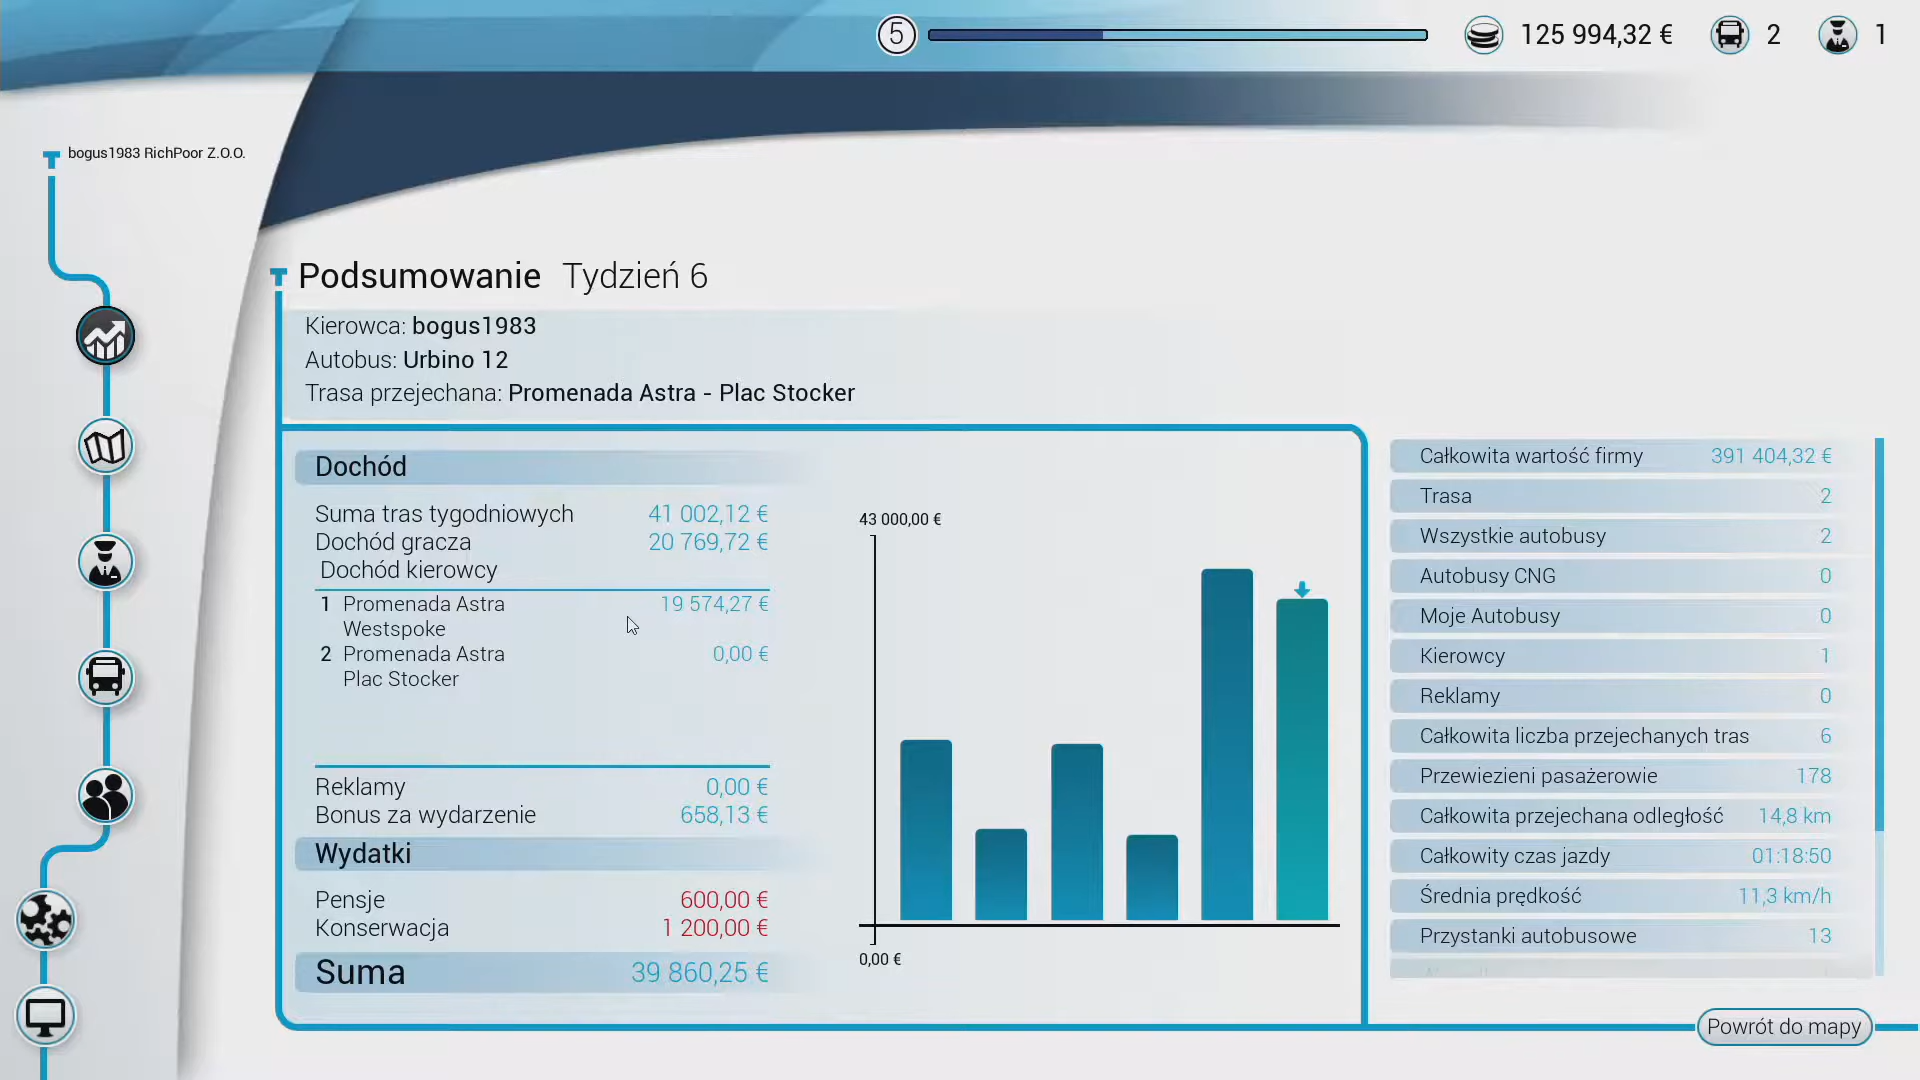 5
125 994,32 €
2
1
bogus1983 RichPoor Z.O.O.
Podsumowanie Tydzień 6
Kierowca: bogus1983
Autobus: Urbino 12
Trasa przejechana: Promenada Astra - Plac Stocker
Dochód
Suma tras tygodniowych 41 002,12 €
Dochód gracza 20 769,72 €
Dochód kierowcy
1 Promenada Astra 19 574,27 €
Westspoke
2 Promenada Astra 0,00 €
Plac Stocker
Reklamy 0,00 €
Bonus za wydarzenie 658,13 €
Wydatki
Pensje 600,00 €
Konserwacja 1 200,00 €
Suma 39 860,25 €
43 000,00 €
0,00 €
Całkowita wartość firmy 391 404,32 €
Trasa 2
Wszystkie autobusy 2
Autobusy CNG 0
Moje Autobusy 0
Kierowcy 1
Reklamy 0
Całkowita liczba przejechanych tras 6
Przewiezieni pasażerowie 178
Całkowita przejechana odległość 14,8 km
Całkowity czas jazdy 01:18:50
Średnia prędkość 11,3 km/h
Przystanki autobusowe 13
Powrót do mapy